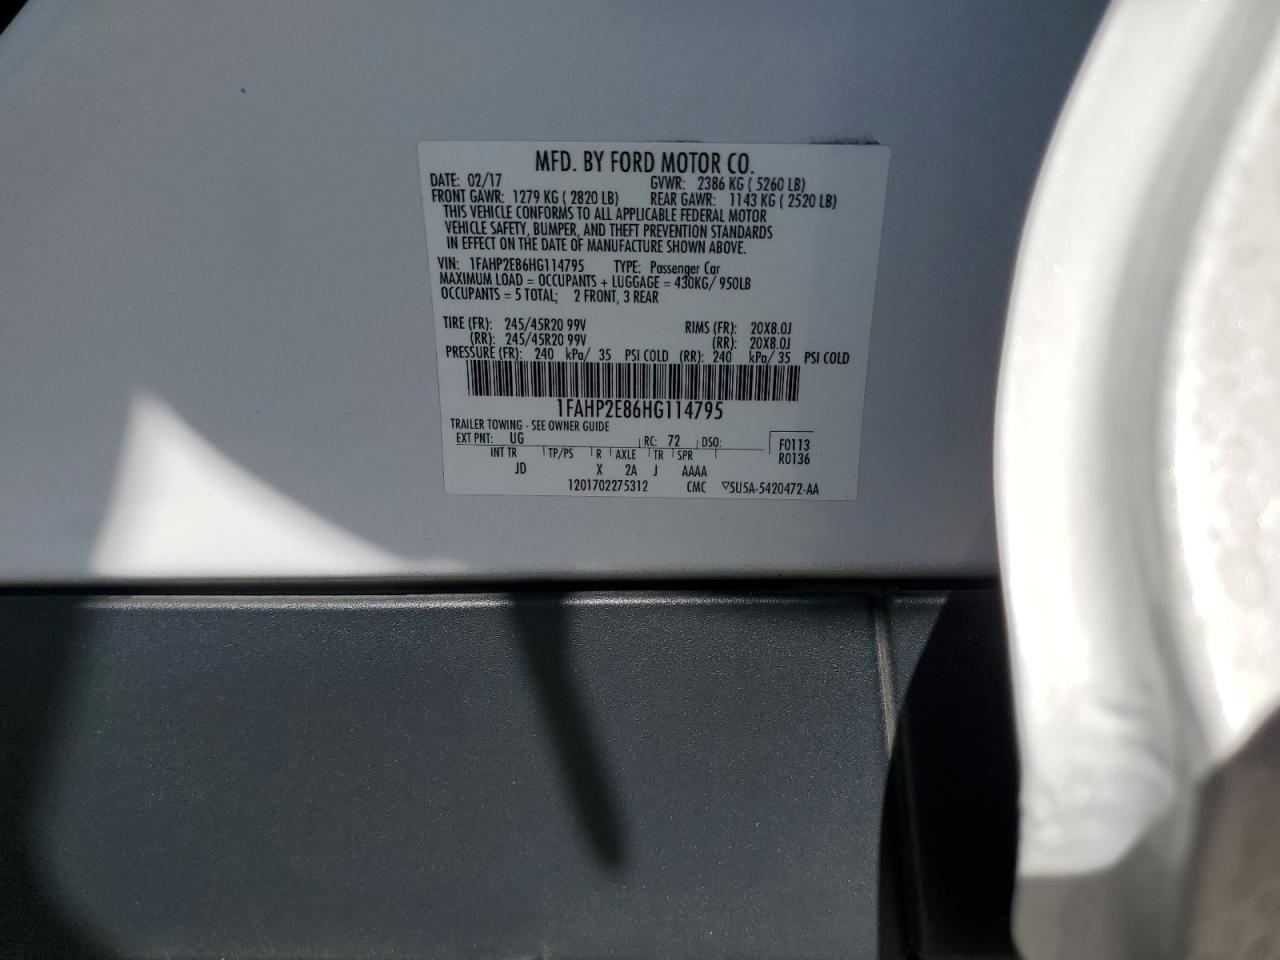 MFD. BY FORD MOTOR CO.
DATE: 02/17 GVWR: 2386 KG ( 5260 LB)
FRONT GAWR: 1279 KG ( 2820 LB) REAR GAWR: 1143 KG ( 2520 LB)
THIS VEHICLE CONFORMS TO ALL APPLICABLE FEDERAL MOTOR
VEHICLE SAFETY, BUMPER, AND THEFT PREVENTION STANDARDS
IN EFFECT ON THE DATE OF MANUFACTURE SHOWN ABOVE.
VIN: 1FAHP2E86HG114795 TYPE: Passenger Car
MAXIMUM LOAD = OCCUPANTS + LUGGAGE = 430KG/ 950LB
OCCUPANTS = 5 TOTAL; 2 FRONT, 3 REAR
TIRE (FR): 245/45R20 99V RIMS (FR): 20X8.0J
(RR): 245/45R20 99V (RR): 20X8.0J
PRESSURE (FR): 240 kPa/ 35 PSI COLD (RR): 240 kPa/ 35 PSI COLD
1FAHP2E86HG114795
TRAILER TOWING - SEE OWNER GUIDE
EXT PNT: UG RC: 72 DSO: F0113
INT TR TP/PS R AXLE TR SPR R0136
JD X 2A J AAAA
1201702275312 CMC ▽5U5A-5420472-AA